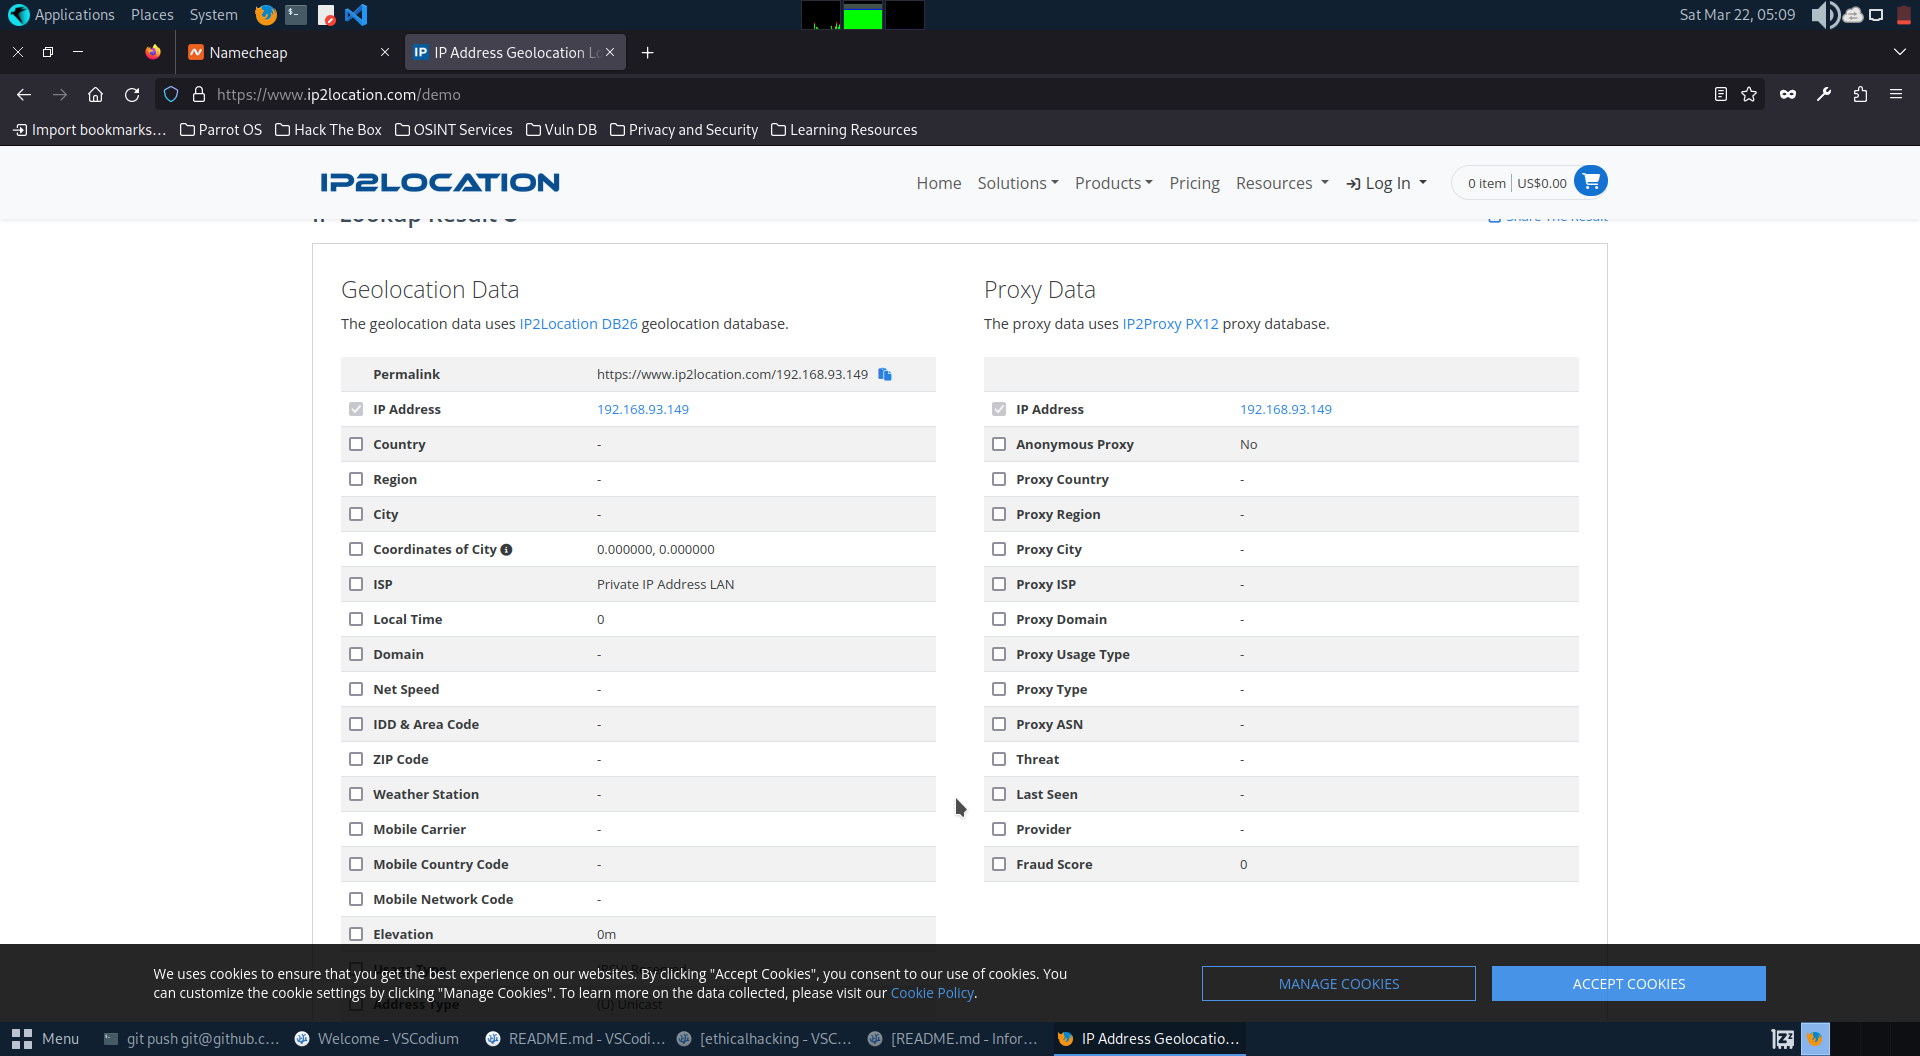 Applications Places System
Sat Mar 22, 05:09
Namecheap
IP IP Address Geolocation Lo
https://www.ip2location.com/demo
Import bookmarks... Parrot OS Hack The Box OSINT Services Vuln DB Privacy and Security Learning Resources
IP2LOCATION
Home Solutions Products Pricing Resources Log In 0 item US$0.00
IP Lookup Result
Share The Result
Geolocation Data
The geolocation data uses IP2Location DB26 geolocation database.
Permalink https://www.ip2location.com/192.168.93.149
IP Address 192.168.93.149
Country -
Region -
City -
Coordinates of City 0.000000, 0.000000
ISP Private IP Address LAN
Local Time 0
Domain -
Net Speed -
IDD & Area Code -
ZIP Code -
Weather Station -
Mobile Carrier -
Mobile Country Code -
Mobile Network Code -
Elevation 0m
Address Type (U) Unicast
Proxy Data
The proxy data uses IP2Proxy PX12 proxy database.
IP Address 192.168.93.149
Anonymous Proxy No
Proxy Country -
Proxy Region -
Proxy City -
Proxy ISP -
Proxy Domain -
Proxy Usage Type -
Proxy Type -
Proxy ASN -
Threat -
Last Seen -
Provider -
Fraud Score 0
We uses cookies to ensure that you get the best experience on our websites. By clicking "Accept Cookies", you consent to our use of cookies. You
can customize the cookie settings by clicking "Manage Cookies". To learn more on the data collected, please visit our Cookie Policy.
MANAGE COOKIES
ACCEPT COOKIES
Menu git push git@github.c... Welcome - VSCodium README.md - VSCodi... [ethicalhacking - VSC... [README.md - Infor... IP Address Geolocatio...